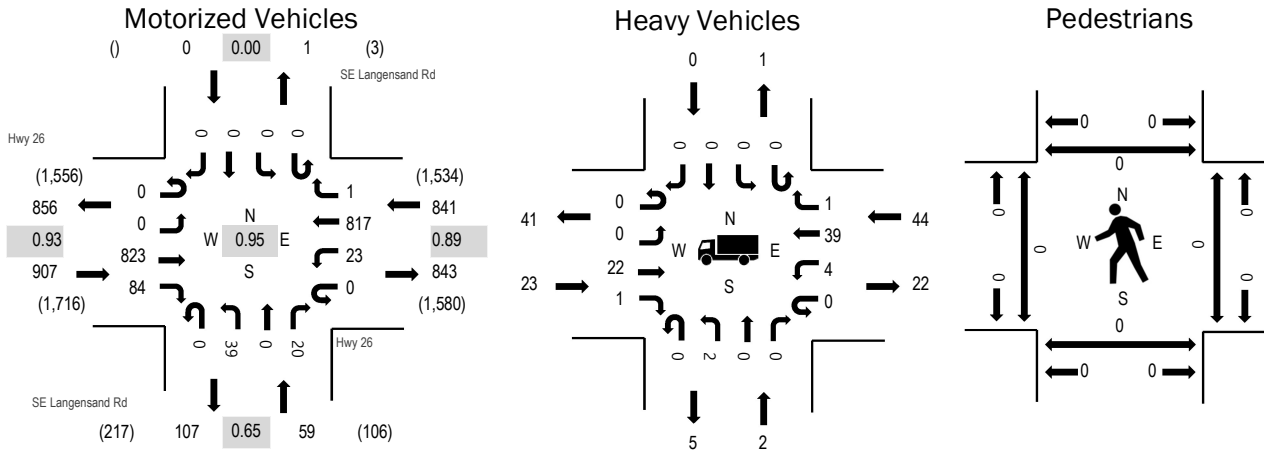 Motorized Vehicles
() 0 0.00 1 (3)
SE Langensand Rd
Hwy 26
0 0 0 0
(1,556) 0 1 (1,534)
856 0 817 841
0.93 W N 0.95 E S 0.89
907 823 23 843
(1,716) 84 0 (1,580)
0 39 0 20
Hwy 26
SE Langensand Rd
(217) 107 0.65 59 (106)
Heavy Vehicles
0 1
0 0 0 0
0 1
41 0 39 44
W N E S
23 22 4 22
1 0
0 2 0 0
5 2
Pedestrians
0 0
0
N
0 0 0 0
W E
0 0
S
0
0 0